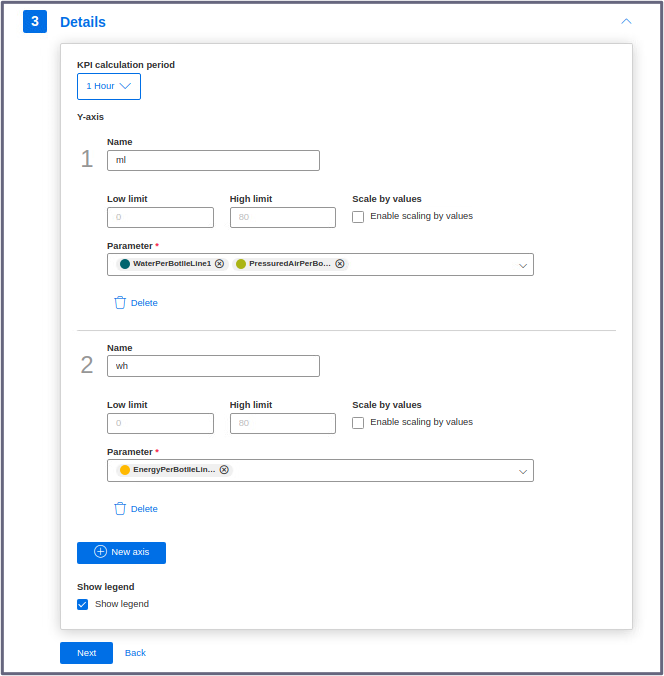 3 Details
KPI calculation period
1 Hour
Y-axis
Name
1 ml
Low limit High limit Scale by values
0 80 Enable scaling by values
Parameter *
WaterPerBotlleLine1 PressuredAirPerBo...
Delete
Name
2 wh
Low limit High limit Scale by values
0 80 Enable scaling by values
Parameter *
EnergyPerBotlleLin...
Delete
New axis
Show legend
Show legend
Next Back